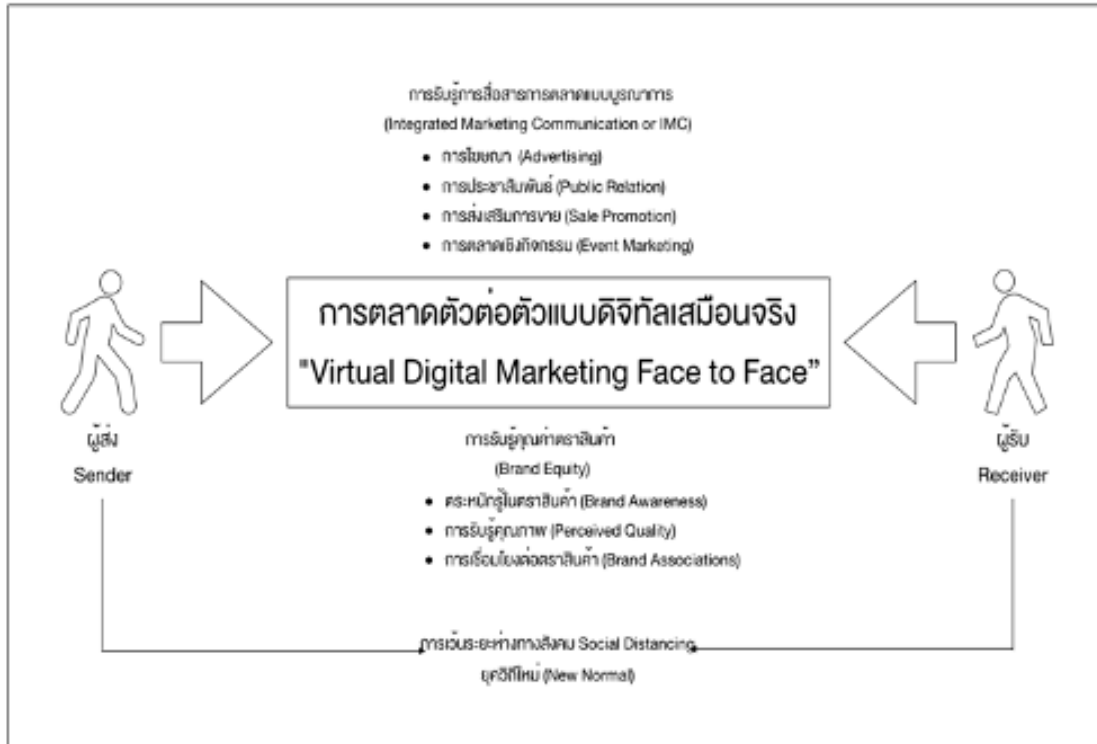 การรับรู้การสื่อสารการตลาดแบบบูรณาการ
(Integrated Marketing Communication or IMC)
• การโฆษณา (Advertising)
• การประชาสัมพันธ์ (Public Relation)
• การส่งเสริมการขาย (Sale Promotion)
• การตลาดเชิงกิจกรรม (Event Marketing)
การตลาดตัวต่อตัวแบบดิจิทัลเสมือนจริง
"Virtual Digital Marketing Face to Face”
ผู้ส่ง
Sender
ผู้รับ
Receiver
การรับรู้คุณค่าตราสินค้า
(Brand Equity)
• ตระหนักรู้ในตราสินค้า (Brand Awareness)
• การรับรู้คุณภาพ (Perceived Quality)
• การเชื่อมโยงต่อตราสินค้า (Brand Associations)
การเว้นระยะห่างทางสังคม Social Distancing
ยุควิถีใหม่ (New Normal)